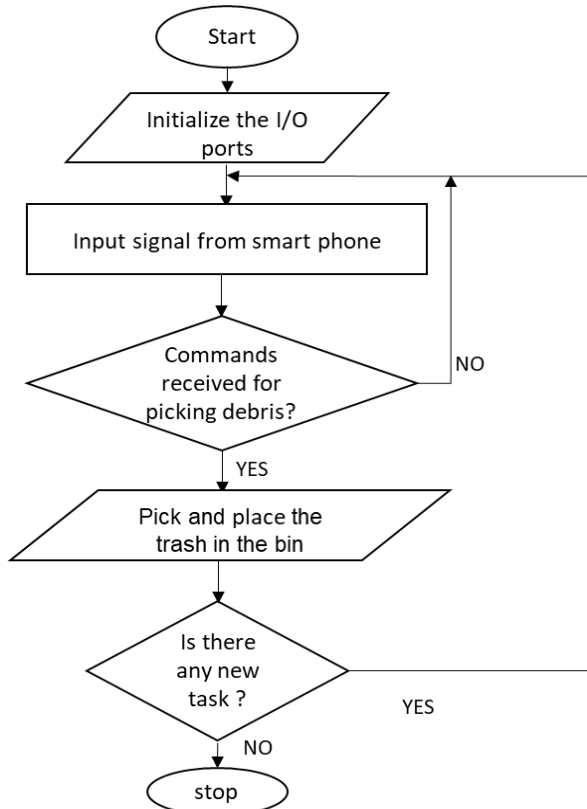 Start
Initialize the I/O
ports
Input signal from smart phone
Commands
received for
picking debris?
NO
YES
Pick and place the
trash in the bin
Is there
any new
task ?
YES
NO
stop